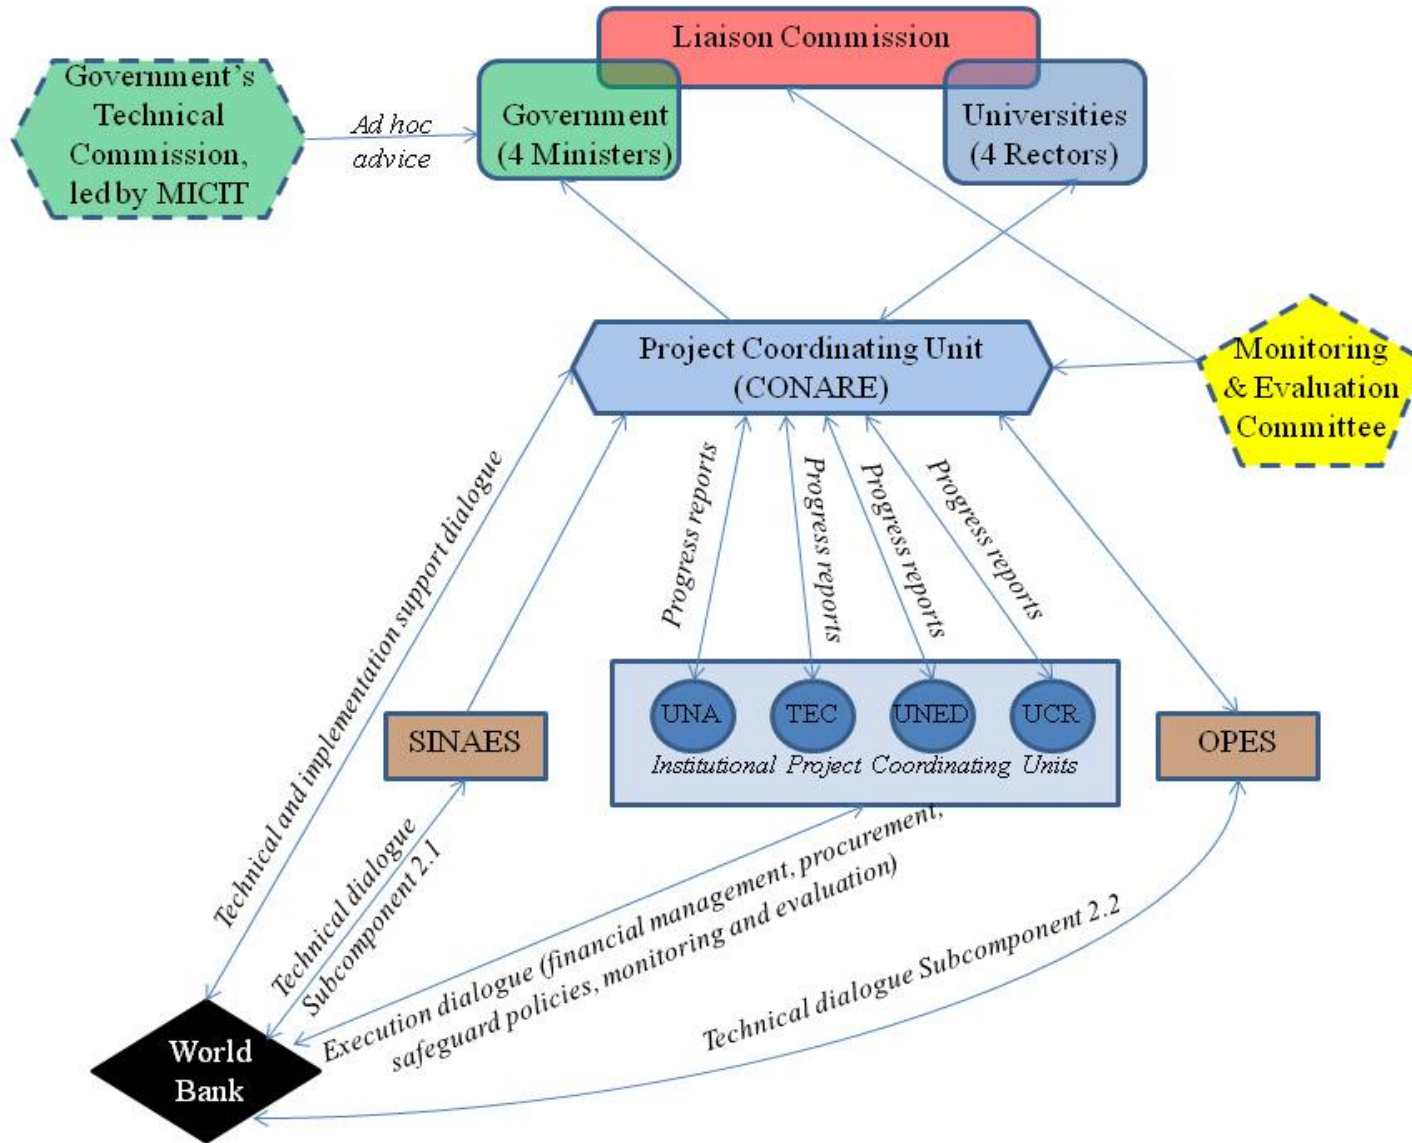 Liaison Commission
Government’s
Technical
Commission,
led by MICIT
Ad hoc
advice
Government
(4 Ministers)
Universities
(4 Rectors)
Project Coordinating Unit
(CONARE)
Monitoring
& Evaluation
Committee
Technical and implementation support dialogue
Progress reports
Progress reports
Progress reports
Progress reports
SINAES
UNA
TEC
UNED
UCR
Institutional Project Coordinating Units
OPES
Technical dialogue
Subcomponent 2.1
Execution dialogue (financial management, procurement,
safeguard policies, monitoring and evaluation)
Technical dialogue Subcomponent 2.2
World
Bank